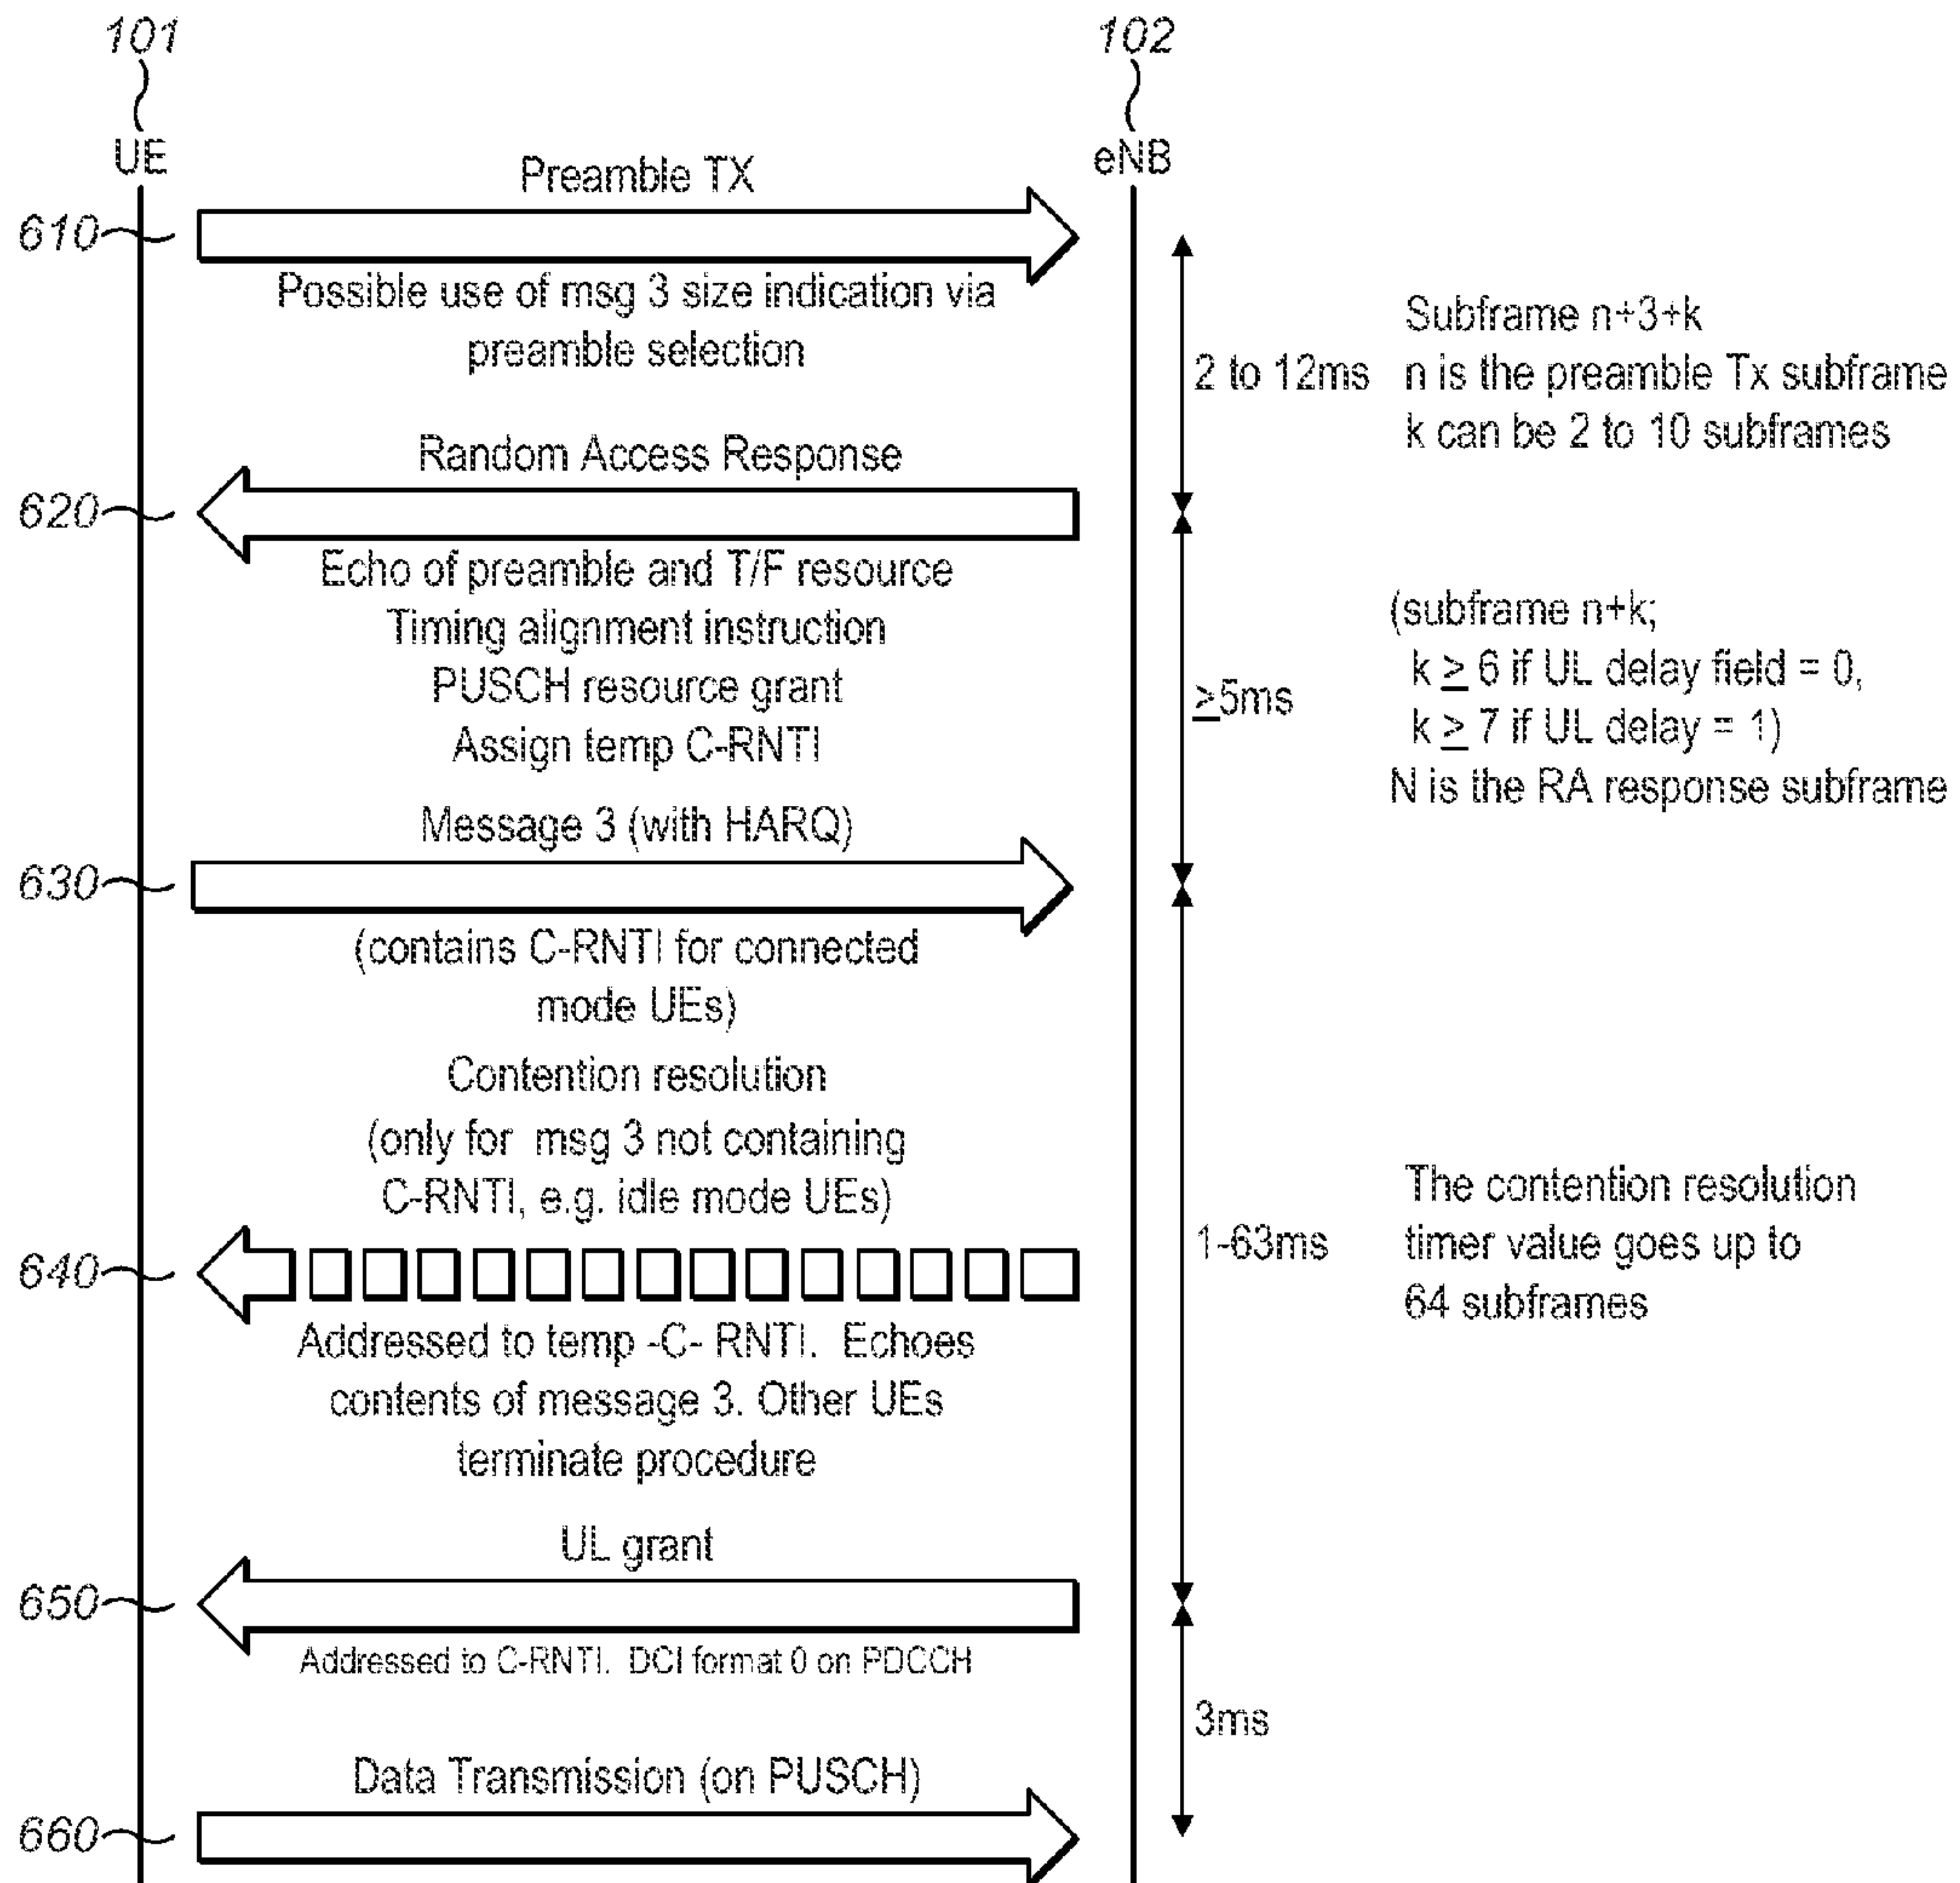 101
102
UE
eNB
Preamble TX
610
Possible use of msg 3 size indication via
preamble selection
2 to 12ms
Subframe n+3+k
n is the preamble Tx subframe
k can be 2 to 10 subframes
Random Access Response
620
Echo of preamble and T/F resource
Timing alignment instruction
PUSCH resource grant
Assign temp C-RNTI
≥5ms
(subframe n+k;
k ≥ 6 if UL delay field = 0,
k ≥ 7 if UL delay = 1)
N is the RA response subframe
Message 3 (with HARQ)
630
(contains C-RNTI for connected
mode UEs)
Contention resolution
(only for msg 3 not containing
C-RNTI, e.g. idle mode UEs)
640
Addressed to temp -C- RNTI. Echoes
contents of message 3. Other UEs
terminate procedure
1-63ms
The contention resolution
timer value goes up to
64 subframes
UL grant
650
Addressed to C-RNTI. DCI format 0 on PDCCH
3ms
Data Transmission (on PUSCH)
660